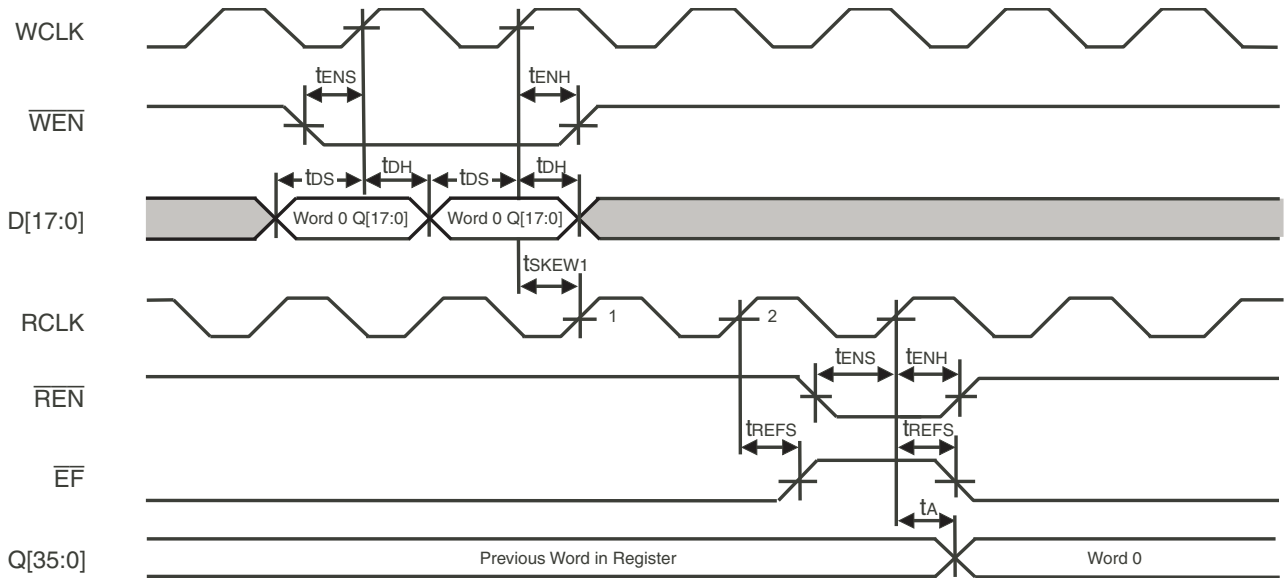 WCLK
tENS
tENH
WEN
tDS
tDH
tDS
tDH
D[17:0]
Word 0 Q[17:0]
Word 0 Q[17:0]
tSKEW1
RCLK
1
2
tENS
tENH
REN
tREFS
tREFS
EF
tA
Q[35:0]
Previous Word in Register
Word 0